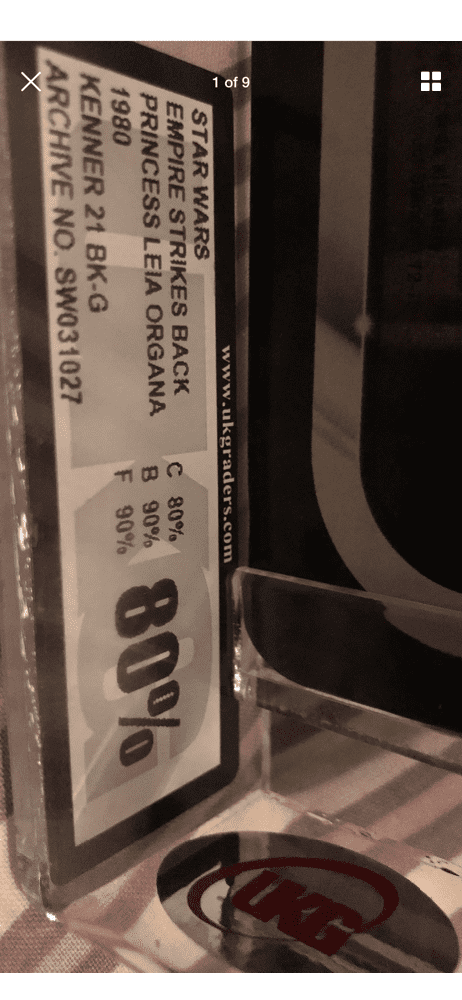 1 of 9
STAR WARS
EMPIRE STRIKES BACK
PRINCESS LEIA ORGANA
1980
KENNER 21 BK-G
ARCHIVE NO. SW031027
C 80%
B 90%
F 90%
80%
www.ukgraders.com
UKG